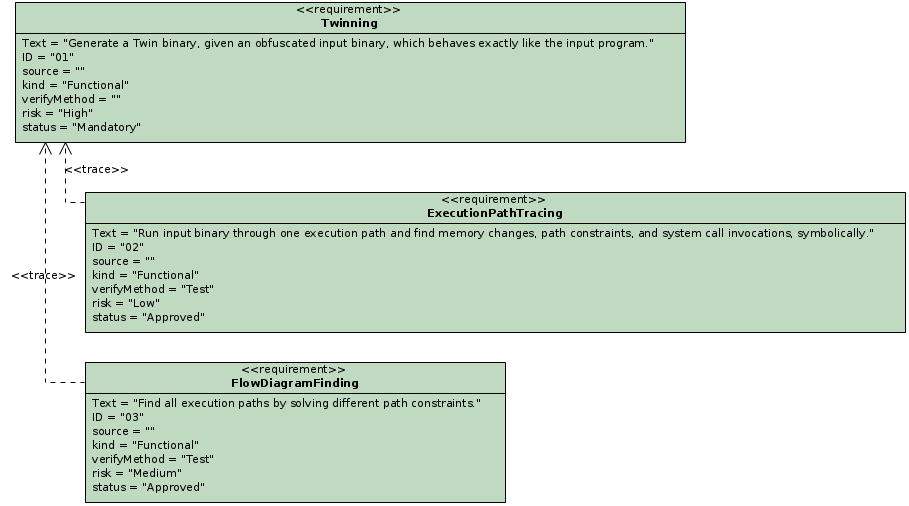 <<requirement>>
Twinning
Text = "Generate a Twin binary, given an obfuscated input binary, which behaves exactly like the input program."
ID = "01"
source = ""
kind = "Functional"
verifyMethod = ""
risk = "High"
status = "Mandatory"
<<trace>>
<<requirement>>
ExecutionPathTracing
Text = "Run input binary through one execution path and find memory changes, path constraints, and system call invocations, symbolically."
ID = "02"
source = ""
kind = "Functional"
verifyMethod = "Test"
risk = "Low"
status = "Approved"
<<trace>>
<<requirement>>
FlowDiagramFinding
Text = "Find all execution paths by solving different path constraints."
ID = "03"
source = ""
kind = "Functional"
verifyMethod = "Test"
risk = "Medium"
status = "Approved"